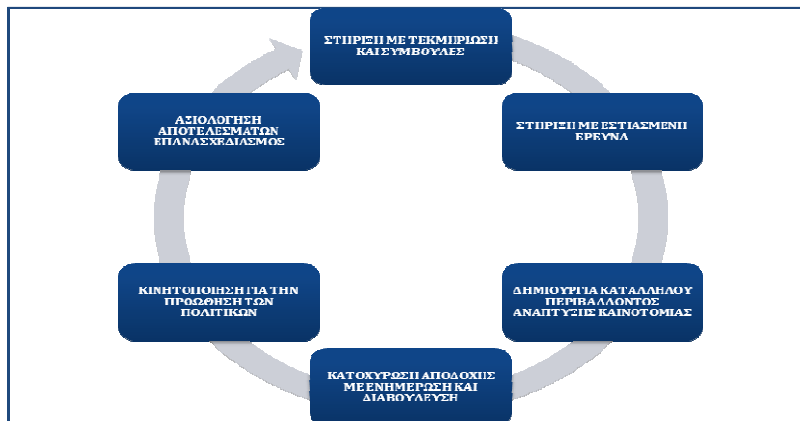 ΣΤΗΡΙΞΗ ΜΕ ΤΕΚΜΗΡΙΩΣΗ
ΚΑΙ ΣΥΜΒΟΥΛΕΣ
ΣΤΗΡΙΞΗ ΜΕ ΕΣΤΙΑΣΜΕΝΗ
ΕΡΕΥΝΑ
ΔΗΜΙΟΥΡΓΙΑ ΚΑΤΑΛΛΗΛΟΥ
ΠΕΡΙΒΑΛΛΟΝΤΟΣ
ΑΝΑΠΤΥΞΗΣ ΚΑΙΝΟΤΟΜΙΑΣ
ΚΑΤΟΧΥΡΩΣΗ ΑΠΟΔΟΧΗΣ
ΜΕ ΕΝΗΜΕΡΩΣΗ ΚΑΙ
ΔΙΑΒΟΥΛΕΥΣΗ
ΚΙΝΗΤΟΠΟΙΗΣΗ ΓΙΑ ΤΗΝ
ΠΡΟΩΘΗΣΗ ΤΩΝ
ΠΟΛΙΤΙΚΩΝ
ΑΞΙΟΛΟΓΗΣΗ
ΑΠΟΤΕΛΕΣΜΑΤΩΝ
ΕΠΑΝΑΣΧΕΔΙΑΣΜΟΣ